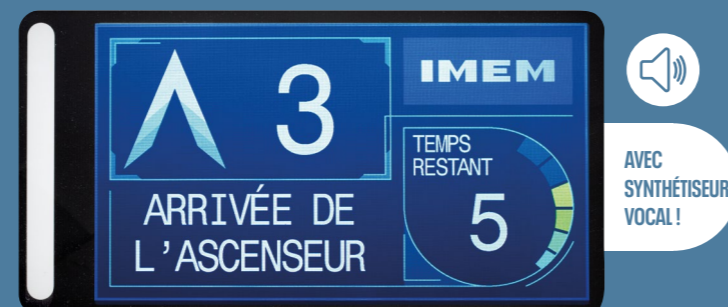 3
IMEM
TEMPS
RESTANT
5
ARRIVÉE DE
L'ASCENSEUR
AVEC
SYNTHÉTISEUR
VOCAL !